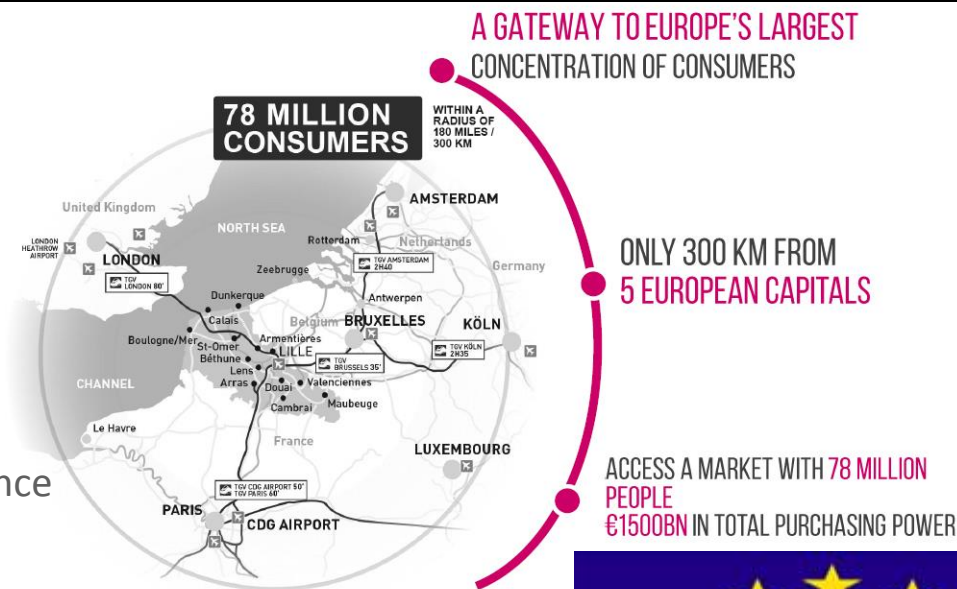 A GATEWAY TO EUROPE'S LARGEST
CONCENTRATION OF CONSUMERS
78 MILLION
CONSUMERS
WITHIN A
RADIUS OF
180 MILES /
300 KM
United Kingdom
NORTH SEA
AMSTERDAM
LONDON
HEATHROW
AIRPORT
LONDON
Rotterdam
Netherlands
TGV
LONDON 80'
Zeebrugge
TGV AMSTERDAM
2H40
Germany
Dunkerque
Antwerpen
Calais
Belgium
BRUXELLES
KÖLN
Boulogne/Mer
St-Omer
Armentières
LILLE
Béthune
TGV
BRUSSELS 35'
TGV KÖLN
2H35
Lens
CHANNEL
Arras
Douai
Valenciennes
Cambrai
Maubeuge
Le Havre
France
LUXEMBOURG
TGV CDG AIRPORT 50'
TGV PARIS 60'
PARIS
CDG AIRPORT
nce
ONLY 300 KM FROM
5 EUROPEAN CAPITALS
ACCESS A MARKET WITH 78 MILLION
PEOPLE
€1500BN IN TOTAL PURCHASING POWER